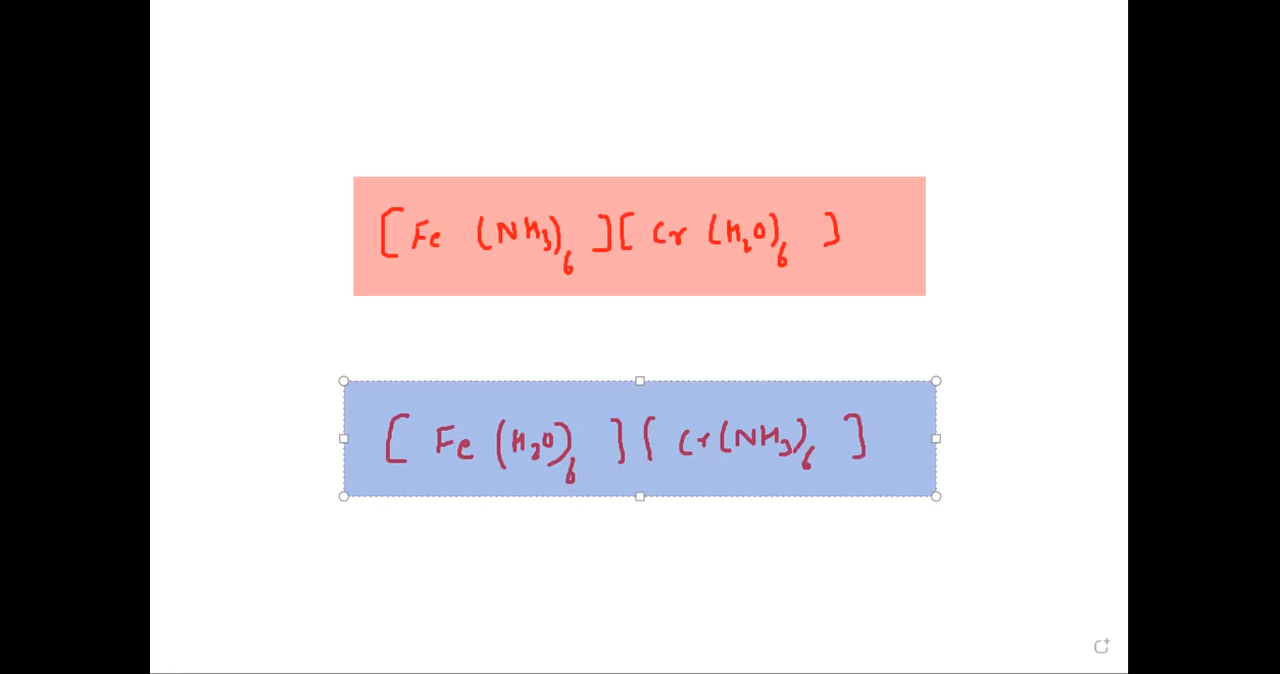 [Fe (NH₃)₆][Cr (H₂O)₆]
[Fe (H₂O)₆][Cr(NH₃)₆]